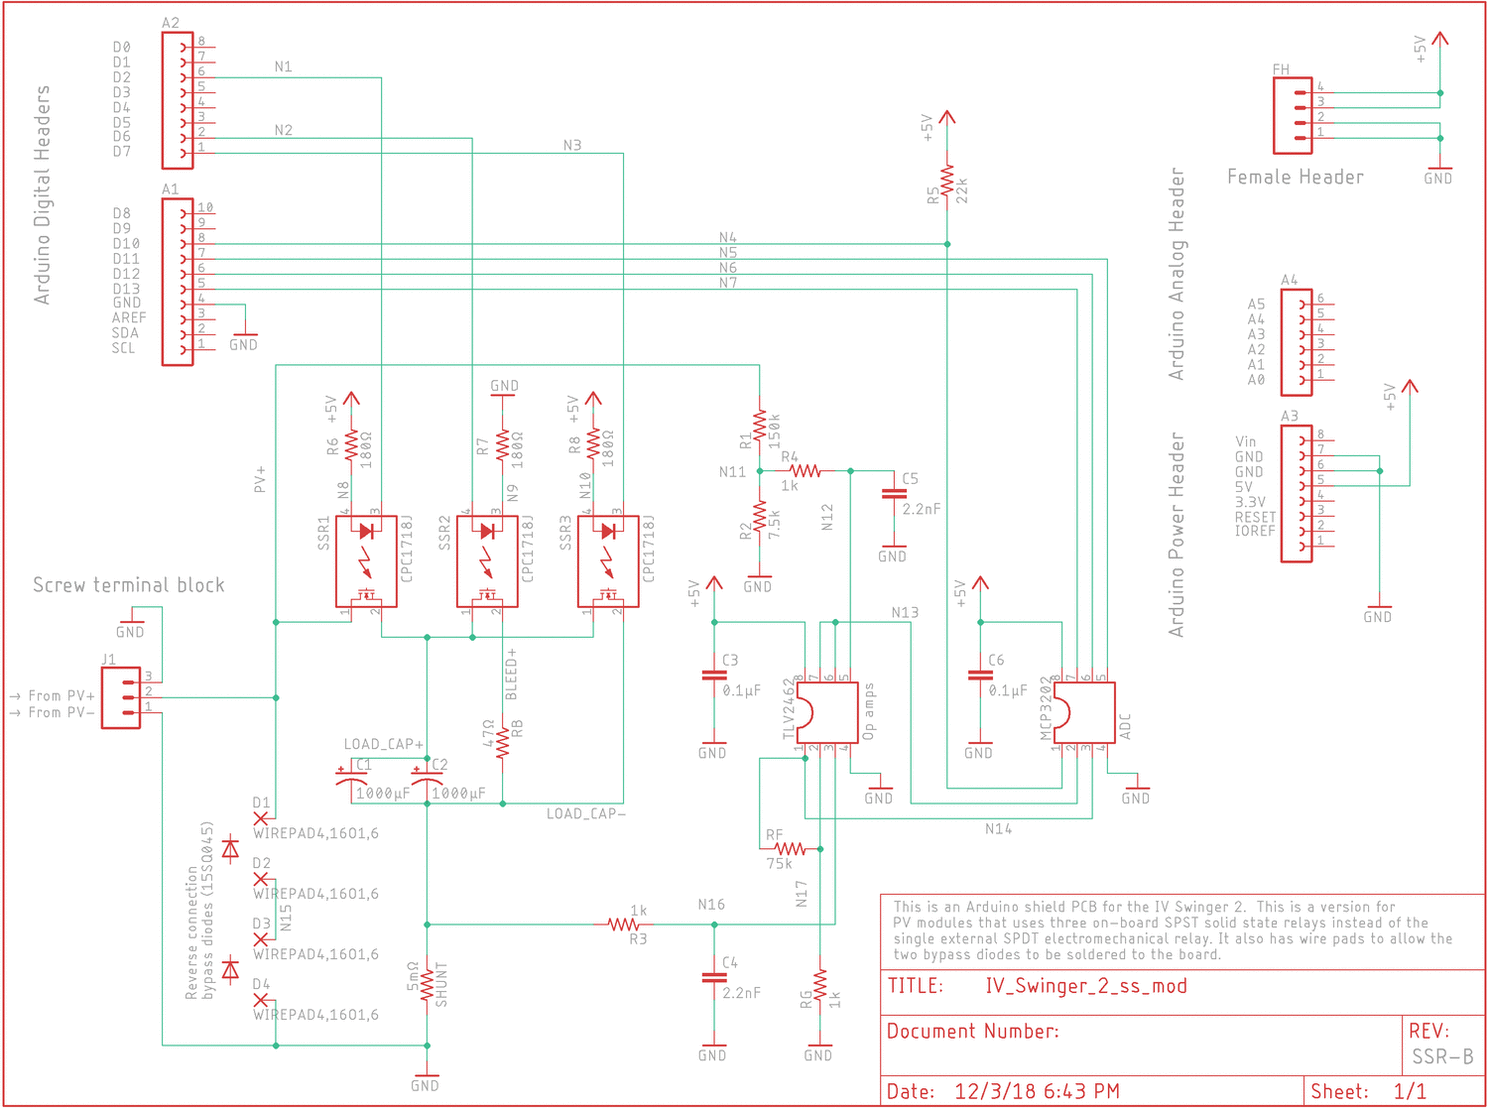 A2
D0 8
D1 7
D2 6 N1
D3 5
D4 4
D5 3
D6 2 N2
D7 1 N3
Arduino Digital Headers
A1
D8 10
D9 9
D10 8 N4
D11 7 N5
D12 6 N6
D13 5 N7
GND 4
AREF 3
SDA 2
SCL 1
GND
+5V
R5
22k
FH
+5V
4
3
2
1
GND
Female Header
Arduino Analog Header
A4
A5 6
A4 5
A3 4
A2 3
A1 2
A0 1
Arduino Power Header
A3
+5V
Vin 8
GND 7
GND 6
5V 5
3.3V 4
RESET 3
IOREF 2
1
GND
PV+
+5V
R6
180Ω
N8
GND
R7
180Ω
N9
+5V
R8
180Ω
N10
SSR1
4 3
CPC1718J
1 2
SSR2
4 3
CPC1718J
1 2
SSR3
4 3
CPC1718J
1 2
R1
150k
N11
R4
1k
R2
7.5k
GND
N12
C5
2.2nF
GND
Screw terminal block
GND
J1
3
→ From PV+ 2
→ From PV- 1
BLEED+
47Ω
RB
LOAD_CAP+
C1
1000µF
C2
1000µF
LOAD_CAP-
+5V
C3
0.1µF
GND
N13
TLV2462
8 7 6 5
1 2 3 4
Op amps
GND
+5V
C6
0.1µF
GND
MCP3202
8 7 6 5
1 2 3 4
ADC
GND
N14
RF
75k
N17
D1
WIREPAD4,1601,6
D2
WIREPAD4,1601,6
N15
D3
WIREPAD4,1601,6
D4
WIREPAD4,1601,6
Reverse connection
bypass diodes (15SQ045)
1k
R3
N16
5mΩ
SHUNT
GND
C4
2.2nF
GND
RG
1k
GND
This is an Arduino shield PCB for the IV Swinger 2. This is a version for
PV modules that uses three on-board SPST solid state relays instead of the
single external SPDT electromechanical relay. It also has wire pads to allow the
two bypass diodes to be soldered to the board.
TITLE: IV_Swinger_2_ss_mod
Document Number:
REV:
SSR-B
Date: 12/3/18 6:43 PM
Sheet: 1/1